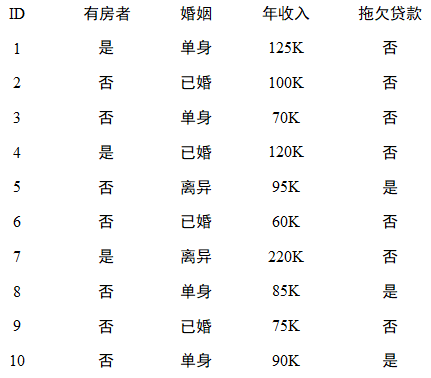 ID 有房者 婚姻 年收入 拖欠贷款
1 是 单身 125K 否
2 否 已婚 100K 否
3 否 单身 70K 否
4 是 已婚 120K 否
5 否 离异 95K 是
6 否 已婚 60K 否
7 是 离异 220K 否
8 否 单身 85K 是
9 否 已婚 75K 否
10 否 单身 90K 是